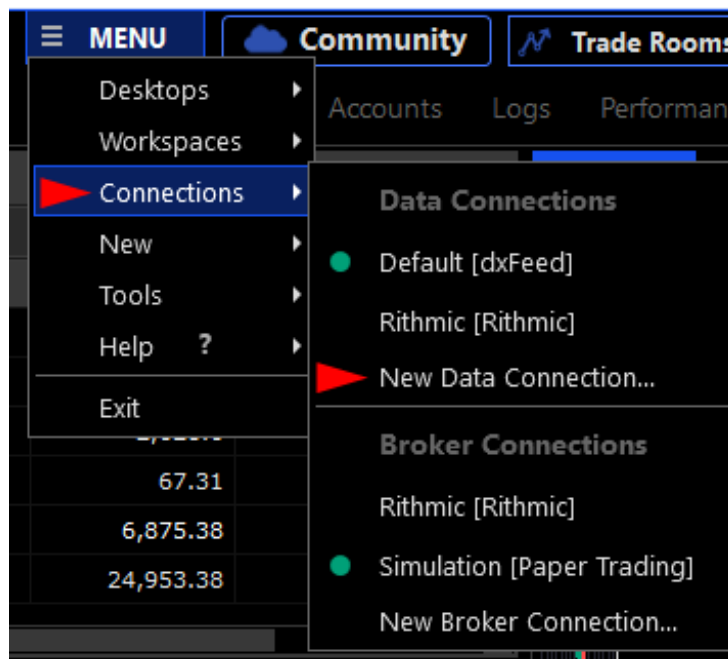 MENU
Community
Trade Rooms
Desktops
Accounts
Logs
Workspaces
Connections
Data Connections
New
Default [dxFeed]
Tools
Rithmic [Rithmic]
Help ?
New Data Connection...
Exit
Broker Connections
67.31
Rithmic [Rithmic]
6,875.38
Simulation [Paper Trading]
24,953.38
New Broker Connection...